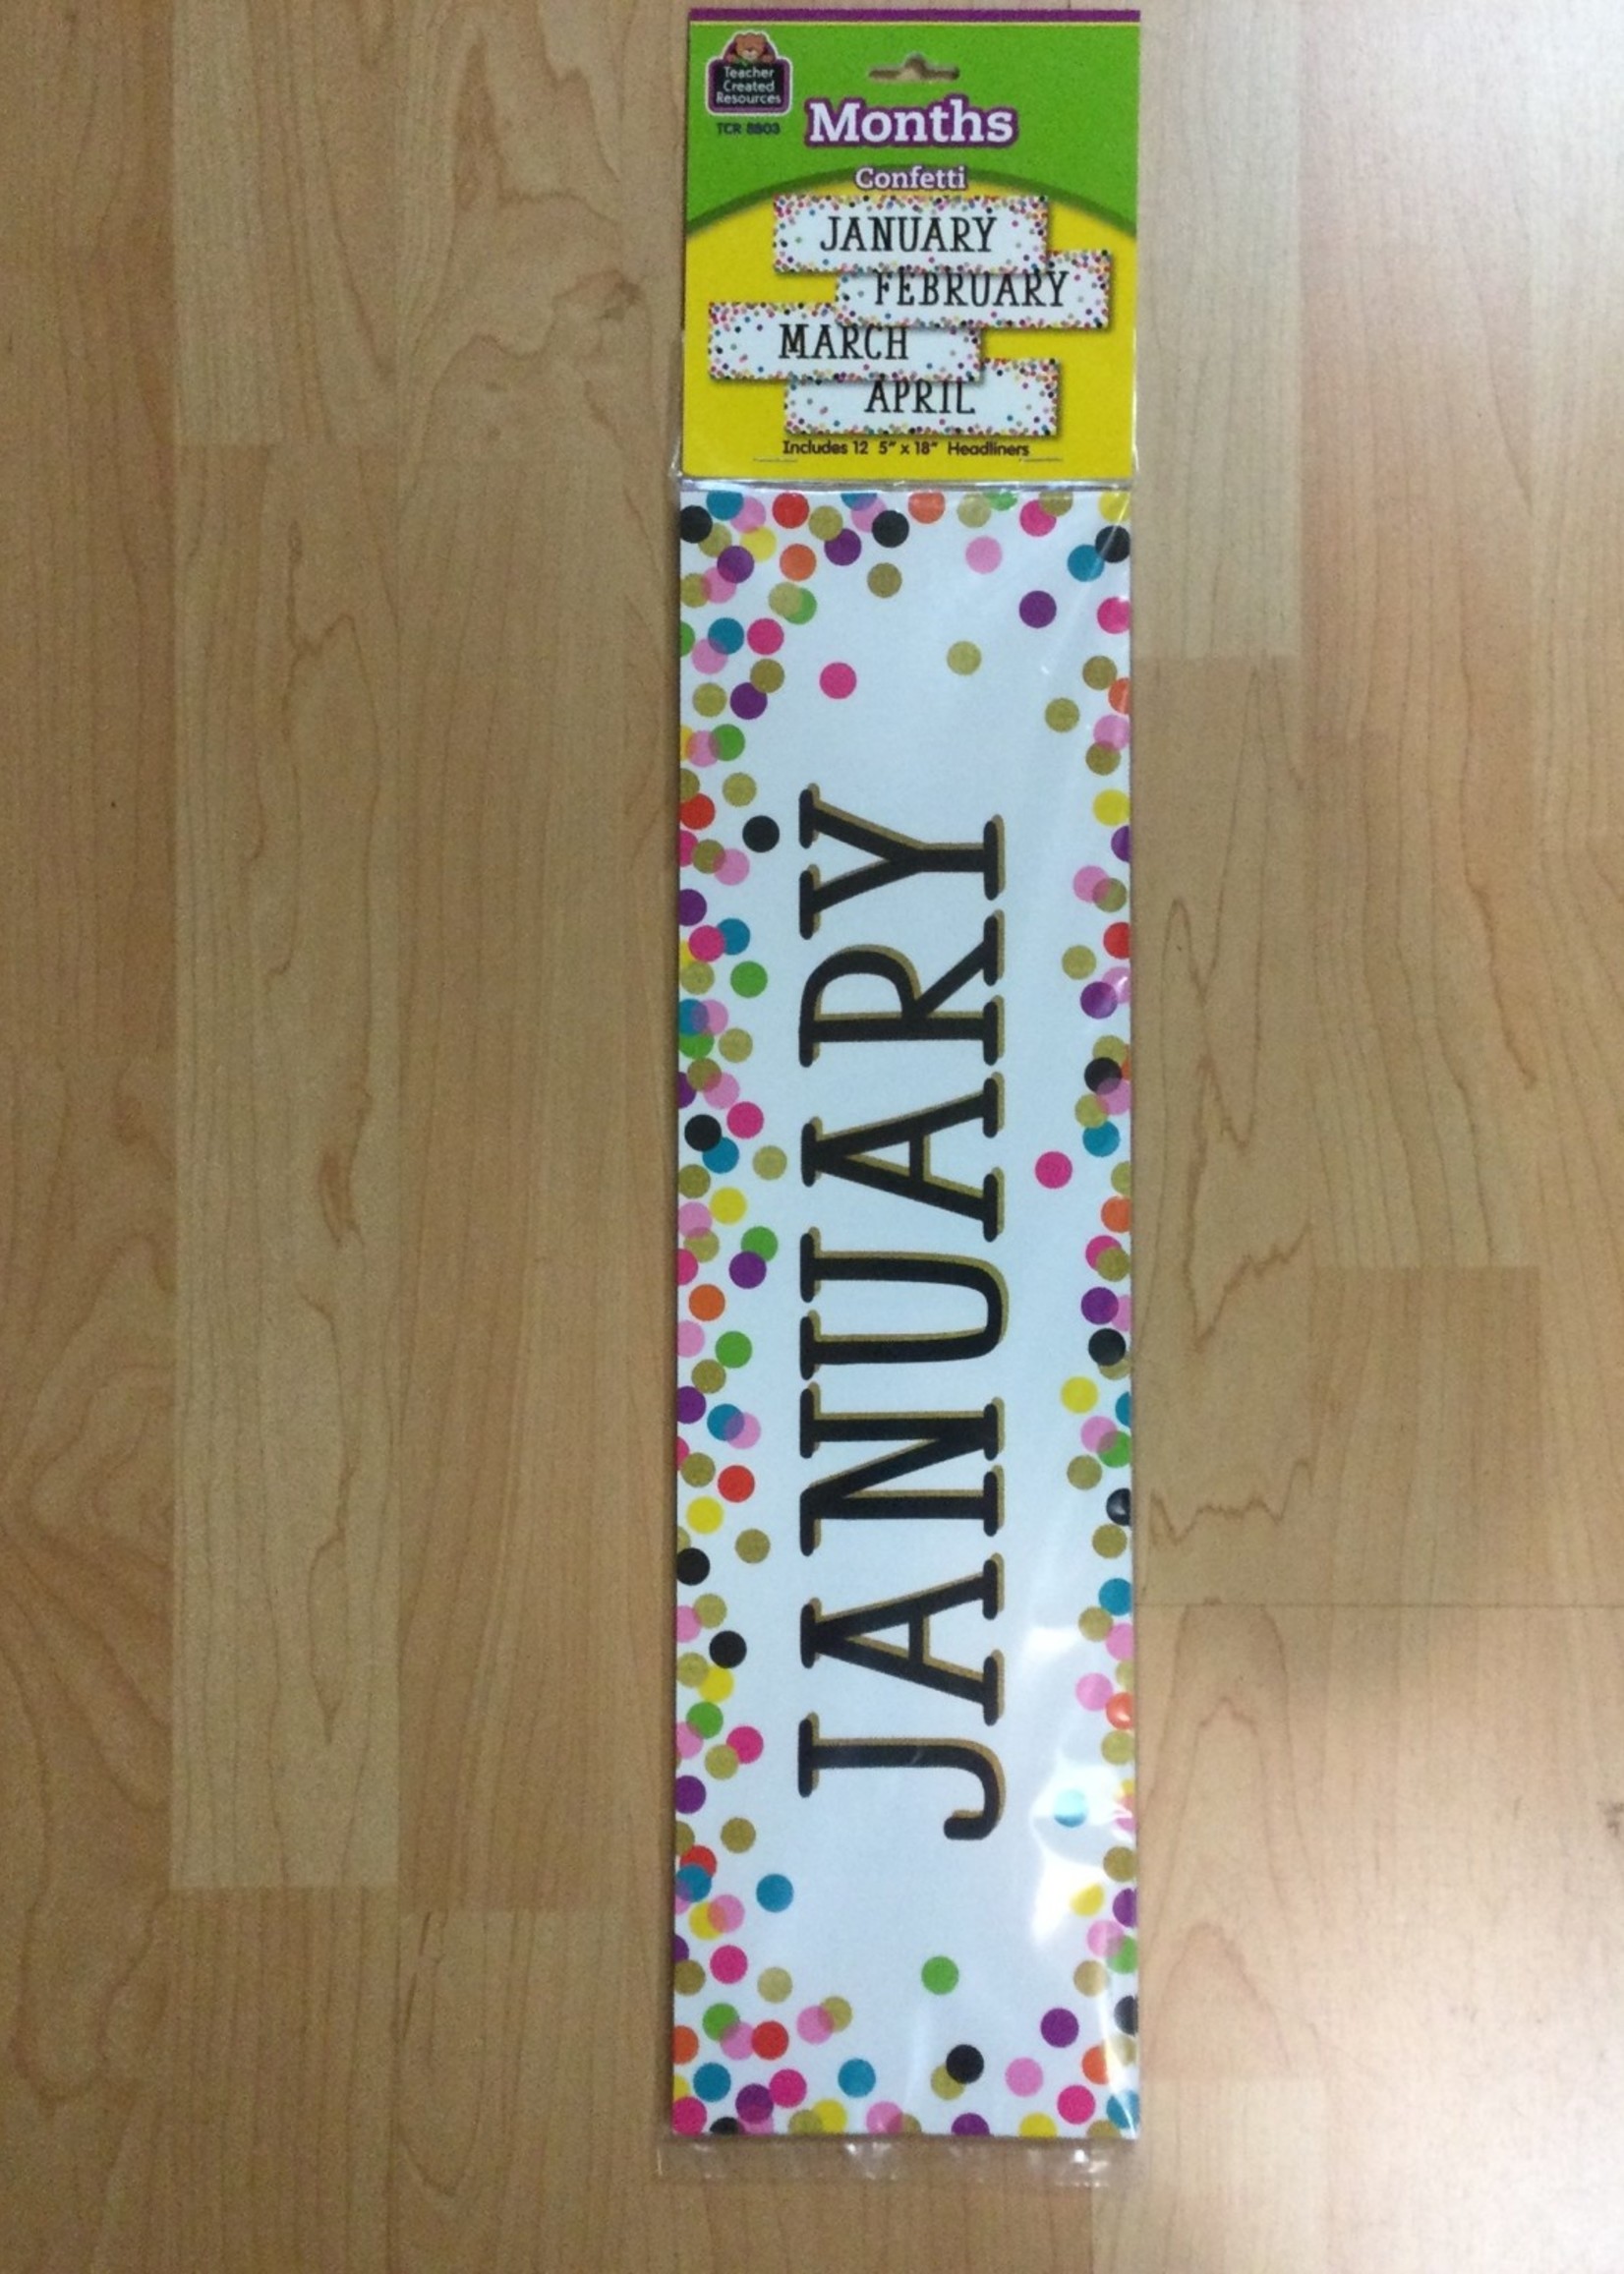 Teacher
Created
Resources
TCR 8803
Months
Confetti
JANUARY
FEBRUARY
MARCH
APRIL
Includes 12 5" x 18" Headliners
JANUARY